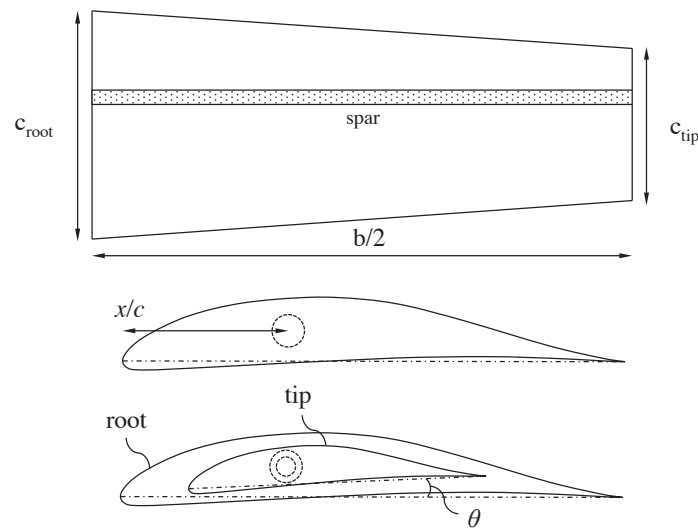 c_root
spar
c_tip
b/2
x/c
tip
root
θ